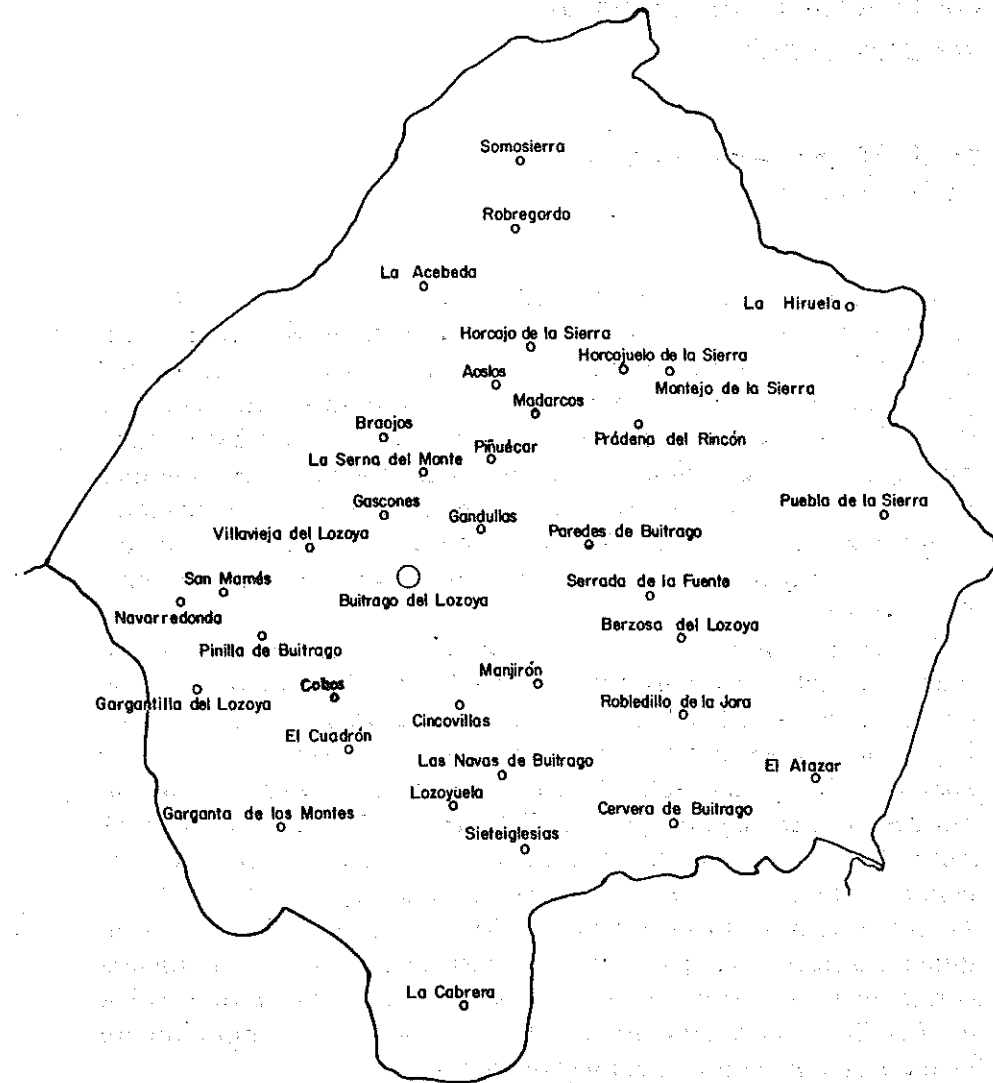 Somosierra
Robregordo
La Acebeda
La Hiruela
Horcajo de la Sierra
Horcajuelo de la Sierra
Aoslos
Montejo de la Sierra
Madarcos
Braojos
Prádena del Rincón
Piñuécar
La Serna del Monte
Gascones
Puebla de la Sierra
Gandullas
Villavieja del Lozoya
Paredes de Buitrago
San Mamés
Serrada de la Fuente
Buitrago del Lozoya
Navarredonda
Berzosa del Lozoya
Pinilla de Buitrago
Manjirón
Cobos
Gargantilla del Lozoya
Robledillo de la Jara
Cincovillas
El Cuadrón
Las Navas de Buitrago
El Atazar
Lozoyuela
Garganta de los Montes
Cervera de Buitrago
Sieteiglesias
La Cabrera